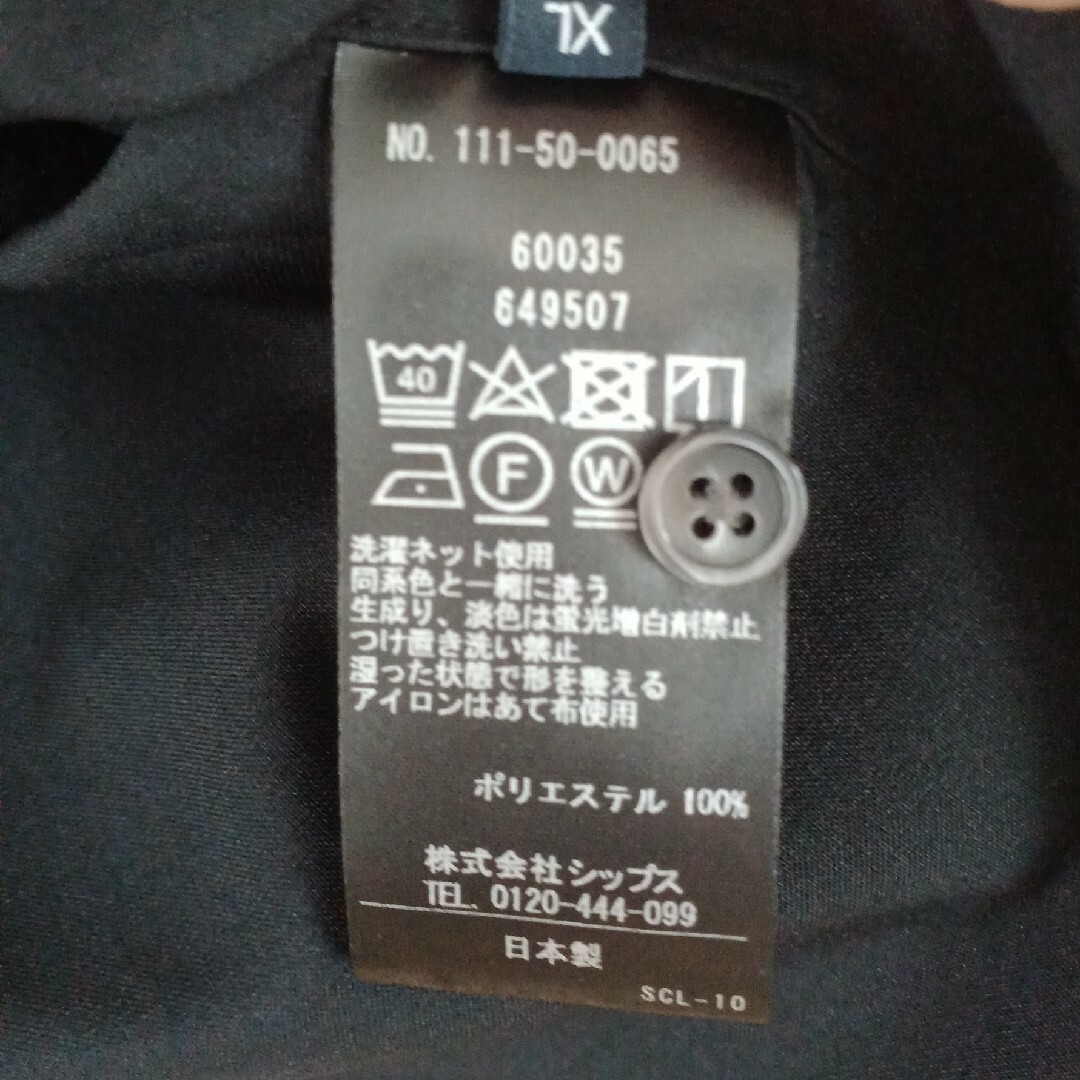 XL
NO. 111-50-0065
60035
649507
40
F W
洗濯ネット使用
同系色と一緒に洗う
生成り、淡色は蛍光増白剤禁止
つけ置き洗い禁止
湿った状態で形を整える
アイロンはあて布使用
ポリエステル 100%
株式会社シップス
TEL. 0120-444-099
日本製
SCL-10